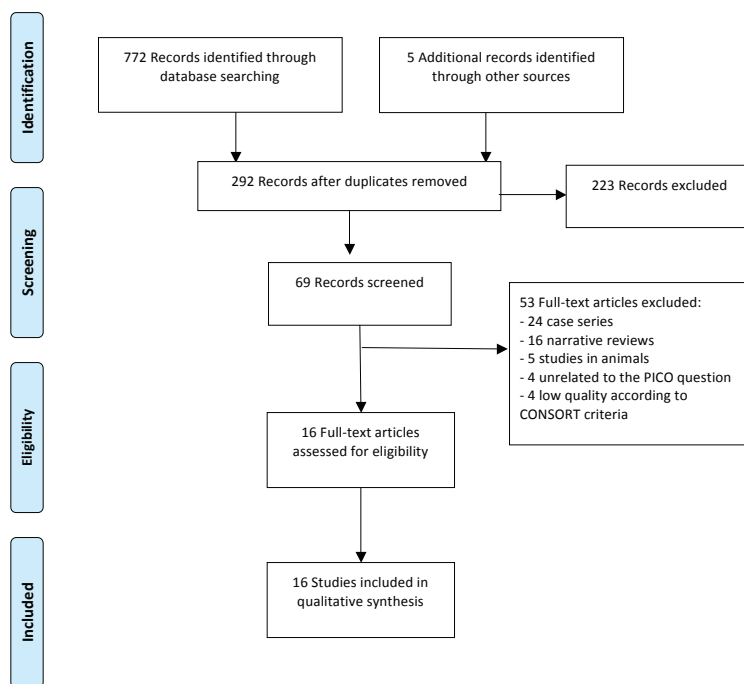 Identification
772 Records identified through
database searching
5 Additional records identified
through other sources
292 Records after duplicates removed
223 Records excluded
Screening
69 Records screened
53 Full-text articles excluded:
- 24 case series
- 16 narrative reviews
- 5 studies in animals
- 4 unrelated to the PICO question
- 4 low quality according to
CONSORT criteria
Eligibility
16 Full-text articles
assessed for eligibility
Included
16 Studies included in
qualitative synthesis